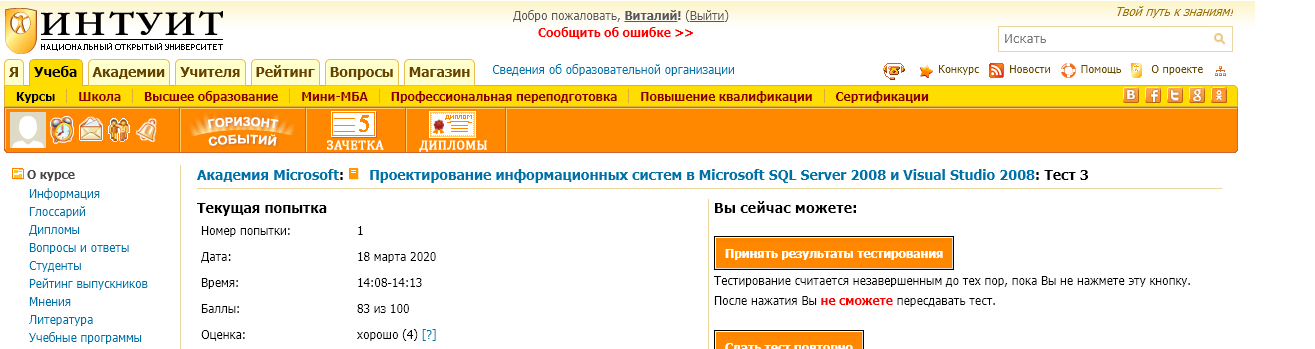 ИНТУИТ
НАЦИОНАЛЬНЫЙ ОТКРЫТЫЙ УНИВЕРСИТЕТ
Добро пожаловать, Виталий! (Выйти)
Сообщить об ошибке >>
Твой путь к знаниям!
Искать
Я Учеба Академии Учителя Рейтинг Вопросы Магазин Сведения об образовательной организации Конкурс Новости Помощь О проекте
Курсы Школа Высшее образование Мини-МБА Профессиональная переподготовка Повышение квалификации Сертификации
ГОРИЗОНТ СОБЫТИЙ
5
ЗАЧЕТКА
ДИПЛОМ
ДИПЛОМЫ
О курсе
Информация
Глоссарий
Дипломы
Вопросы и ответы
Студенты
Рейтинг выпускников
Мнения
Литература
Учебные программы
Академия Microsoft: Проектирование информационных систем в Microsoft SQL Server 2008 и Visual Studio 2008: Тест 3
Текущая попытка
Номер попытки: 1
Дата: 18 марта 2020
Время: 14:08-14:13
Баллы: 83 из 100
Оценка: хорошо (4) [?]
Вы сейчас можете:
Принять результаты тестирования
Тестирование считается незавершенным до тех пор, пока Вы не нажмете эту кнопку.
После нажатия Вы не сможете пересдавать тест.
Сдать тест повторно